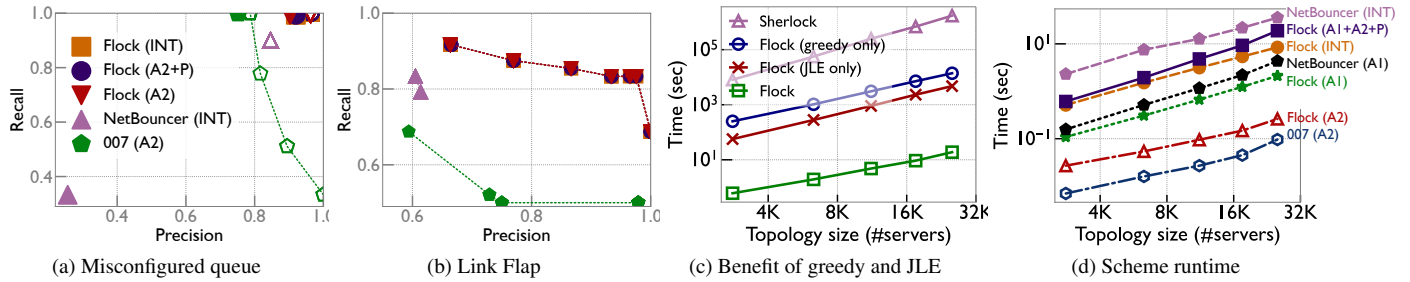 1.0
0.8
0.6
0.4
Recall
0.4
0.6
0.8
1.0
Precision
Flock (INT)
Flock (A2+P)
Flock (A2)
NetBouncer (INT)
007 (A2)
(a) Misconfigured queue
1.0
0.8
0.6
Recall
0.6
0.8
1.0
Precision
(b) Link Flap
10^5
10^3
10^1
Time (sec)
Sherlock
Flock (greedy only)
Flock (JLE only)
Flock
4K
8K
16K
32K
Topology size (#servers)
(c) Benefit of greedy and JLE
10^1
10^-1
Time (sec)
NetBouncer (INT)
Flock (A1+A2+P)
Flock (INT)
NetBouncer (A1)
Flock (A1)
Flock (A2)
007 (A2)
4K
8K
16K
32K
Topology size (#servers)
(d) Scheme runtime